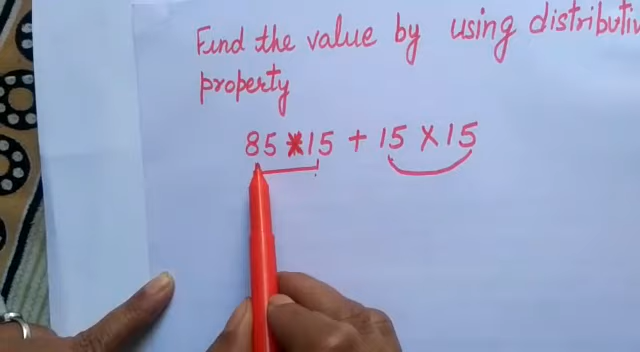 Find the value by using distributiv
property
85 * 15 + 15 × 15